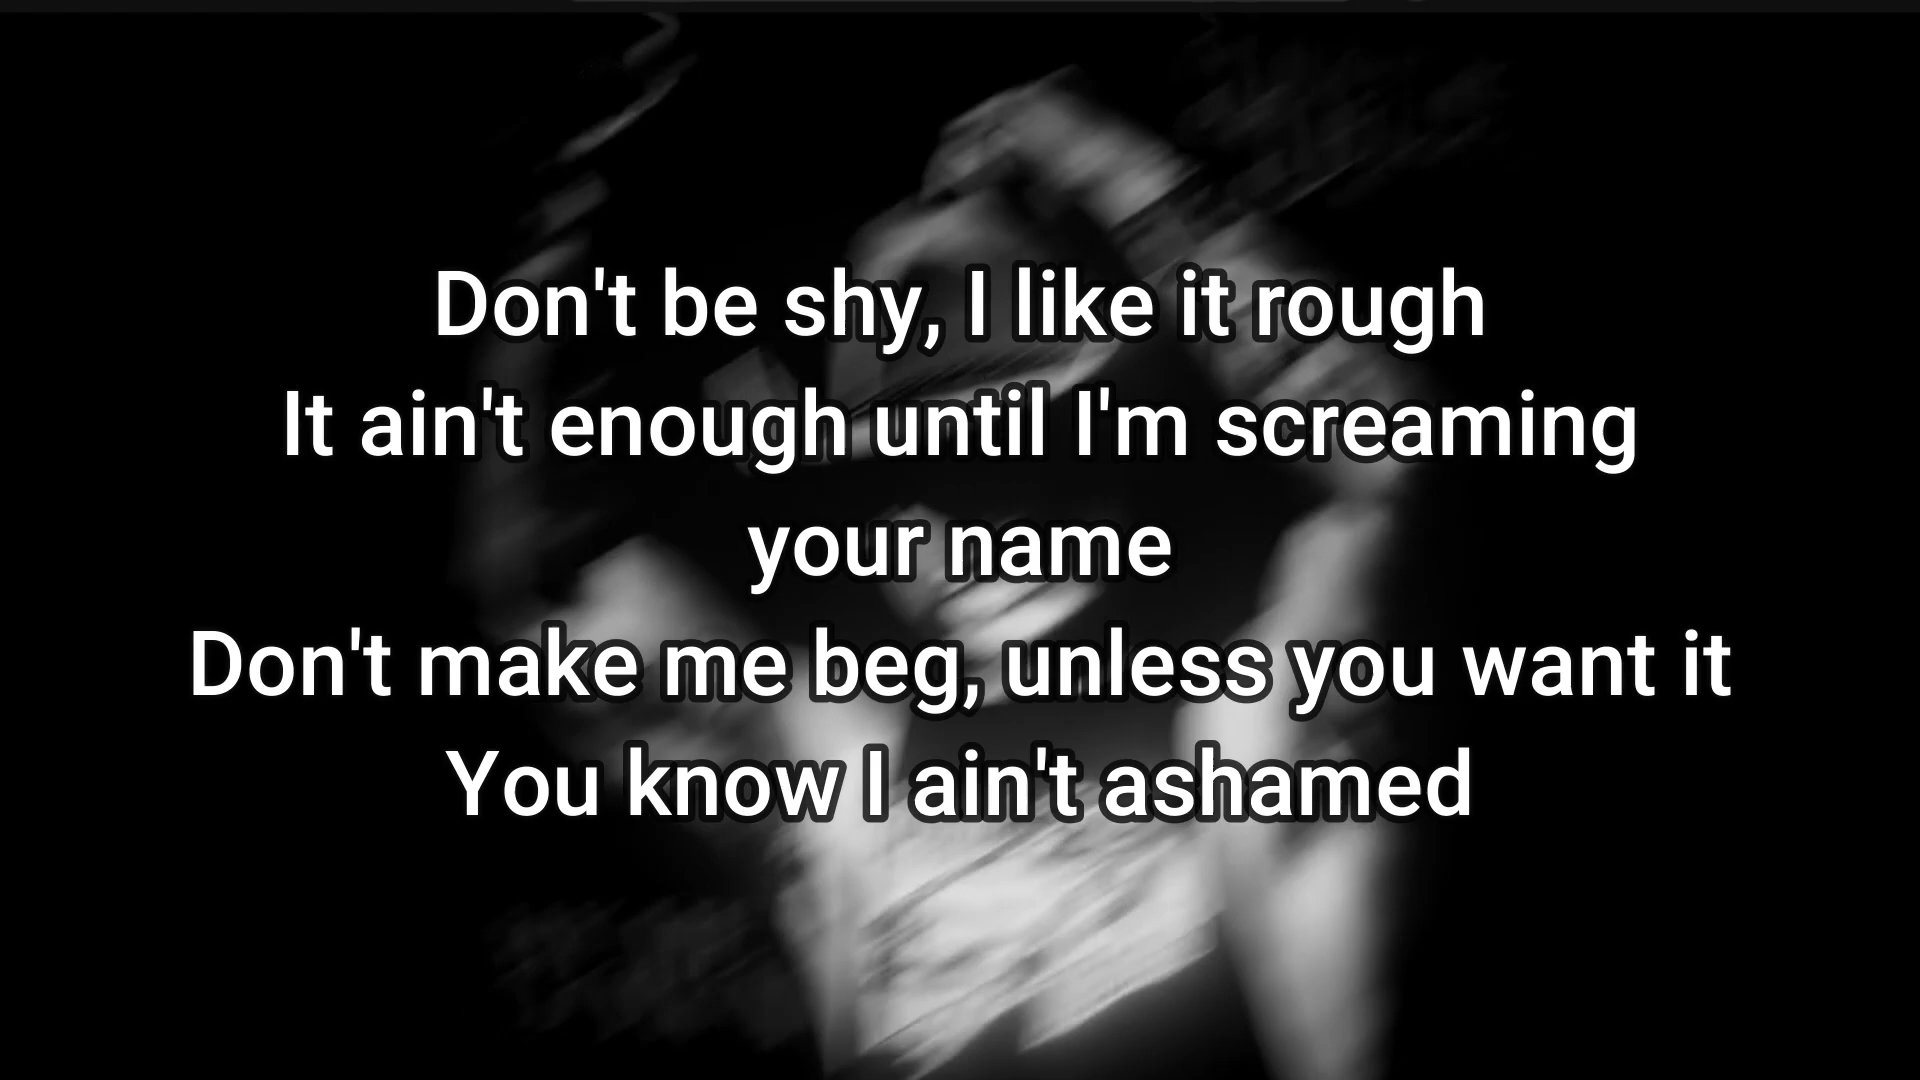 Don't be shy, I like it rough
It ain't enough until I'm screaming
your name
Don't make me beg, unless you want it
You know I ain't ashamed